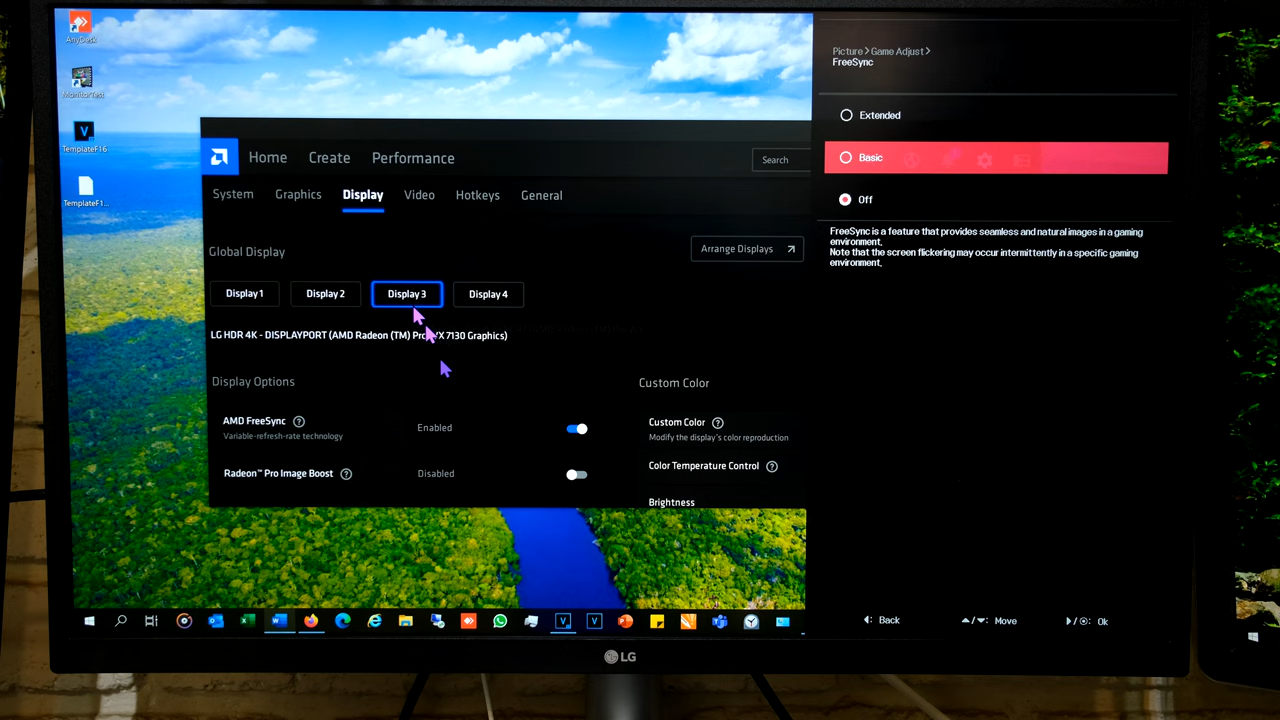 AnyDesk
MonitorTest
TemplateF16
TemplateF1...
Home
Create
Performance
Search
System
Graphics
Display
Video
Hotkeys
General
Global Display
Arrange Displays
Display 1
Display 2
Display 3
Display 4
LG HDR 4K - DISPLAYPORT (AMD Radeon (TM) Pro X 7130 Graphics)
Display Options
AMD FreeSync
Variable-refresh-rate technology
Enabled
Radeon™ Pro Image Boost
Disabled
Custom Color
Custom Color
Modify the display's color reproduction
Color Temperature Control
Brightness
Picture > Game Adjust >
FreeSync
Extended
Basic
Off
FreeSync is a feature that provides seamless and natural images in a gaming
environment.
Note that the screen flickering may occur intermittently in a specific gaming
environment.
: Back
: Move
: Ok
LG